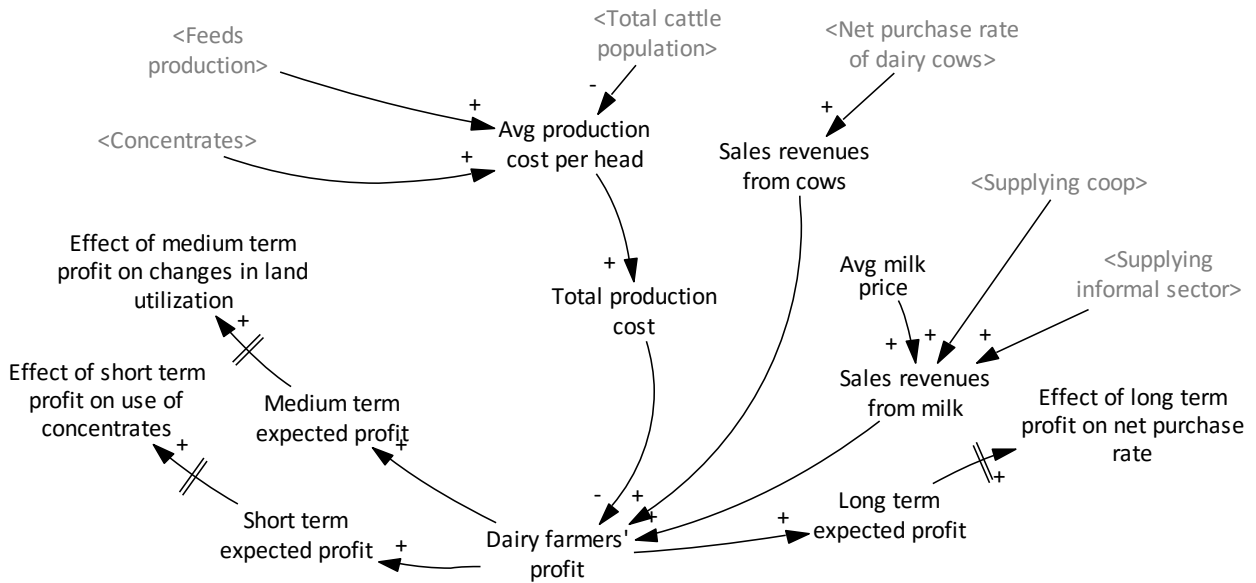 <Feeds
production>
<Total cattle
population>
<Net purchase rate
of dairy cows>
-
+
+
<Concentrates>
+
Avg production
cost per head
Sales revenues
from cows
<Supplying coop>
Effect of medium term
profit on changes in land
utilization
+
Total production
cost
Avg milk
price
<Supplying
informal sector>
+
+
+
+
Effect of short term
profit on use of
concentrates
Sales revenues
from milk
Effect of long term
profit on net purchase
rate
Medium term
expected profit
+
+
+
-
+
+
Long term
expected profit
Short term
expected profit
+
Dairy farmers'
profit
+